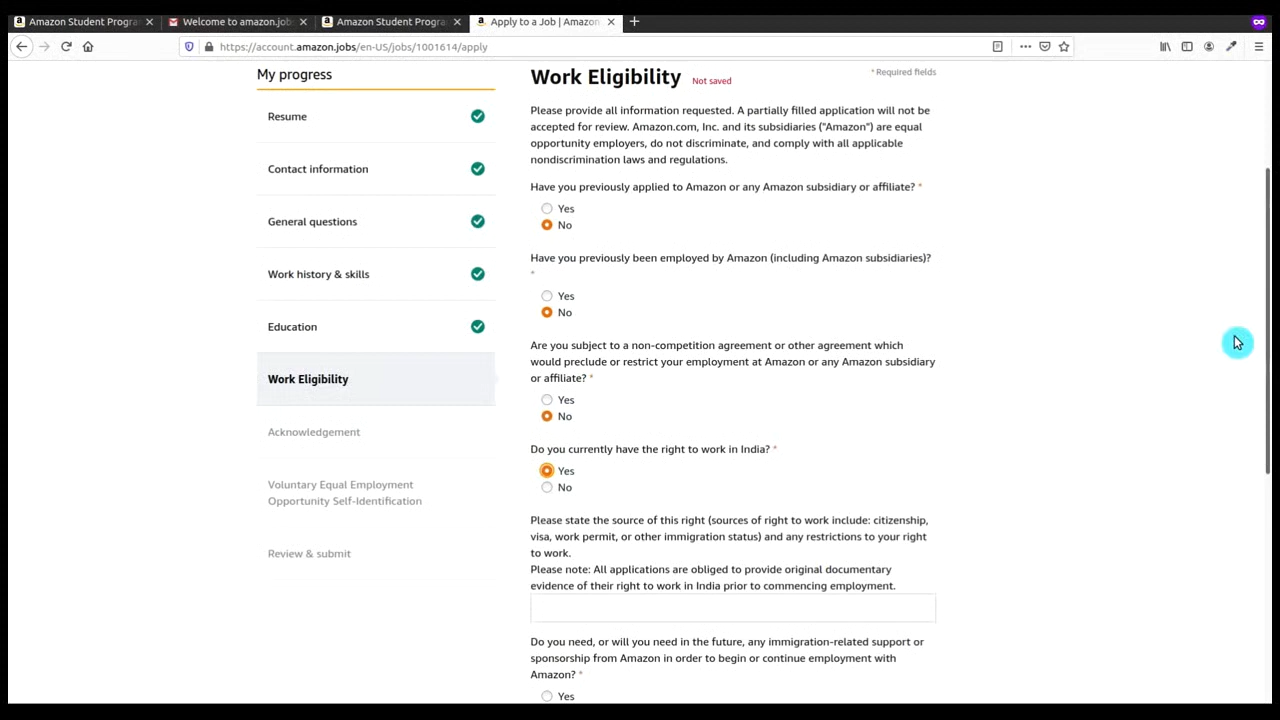 Amazon Student Progra
Welcome to amazon.jobs
Amazon Student Progra
Apply to a Job | Amazon
https://account.amazon.jobs/en-US/jobs/1001614/apply
My progress
Resume
Contact information
General questions
Work history & skills
Education
Work Eligibility
Acknowledgement
Voluntary Equal Employment
Opportunity Self-Identification
Review & submit
Work Eligibility Not saved
* Required fields
Please provide all information requested. A partially filled application will not be
accepted for review. Amazon.com, Inc. and its subsidiaries ("Amazon") are equal
opportunity employers, do not discriminate, and comply with all applicable
nondiscrimination laws and regulations.
Have you previously applied to Amazon or any Amazon subsidiary or affiliate? *
Yes
No
Have you previously been employed by Amazon (including Amazon subsidiaries)?
*
Yes
No
Are you subject to a non-competition agreement or other agreement which
would preclude or restrict your employment at Amazon or any Amazon subsidiary
or affiliate? *
Yes
No
Do you currently have the right to work in India? *
Yes
No
Please state the source of this right (sources of right to work include: citizenship,
visa, work permit, or other immigration status) and any restrictions to your right
to work.
Please note: All applications are obliged to provide original documentary
evidence of their right to work in India prior to commencing employment.
Do you need, or will you need in the future, any immigration-related support or
sponsorship from Amazon in order to begin or continue employment with
Amazon? *
Yes